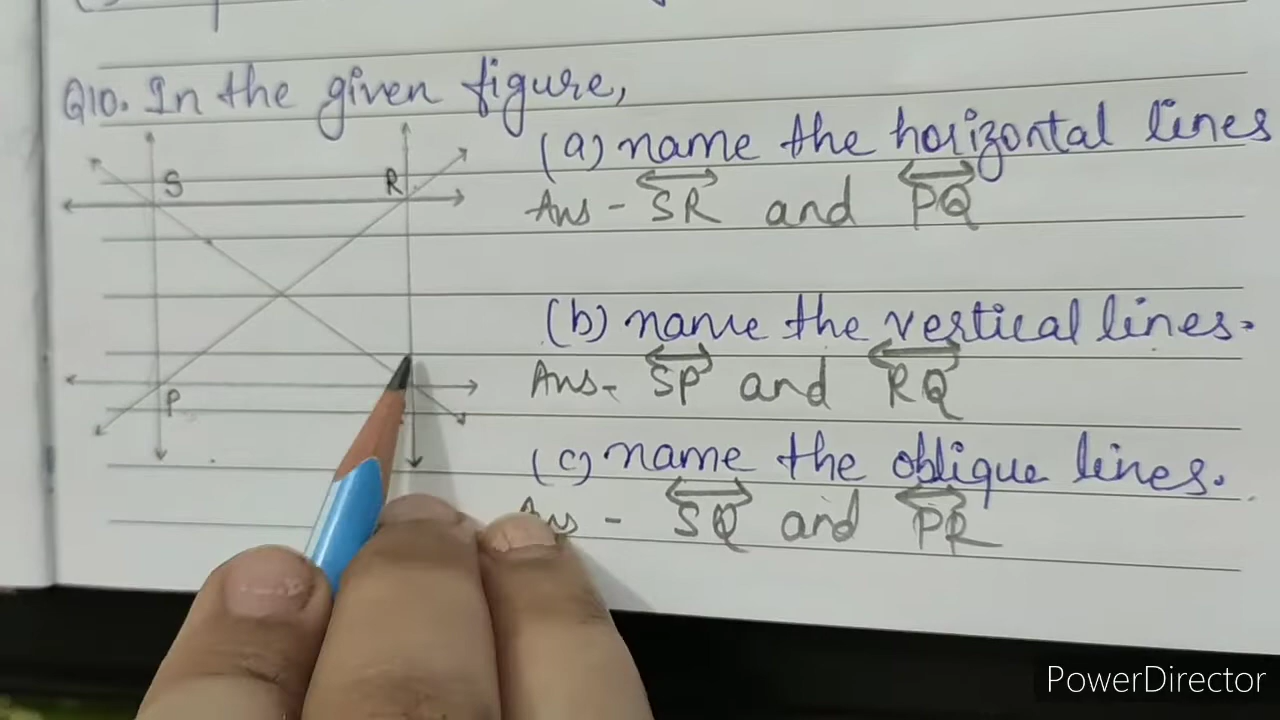 Q10. In the given figure,
(a) name the horizontal lines
S
R
Ans - SR and PQ
(b) name the vertical lines.
Ans - SP and RQ
P
(c) name the oblique lines.
Ans - SQ and PR
PowerDirector